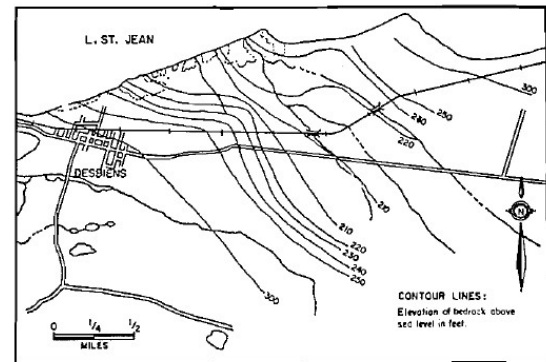 L. ST. JEAN
300
250
240
220
DESBIENS
210
210
220
230
240
250
300
N
CONTOUR LINES:
Elevation of bedrock above
sea level in feet.
0 1/4 1/2
MILES